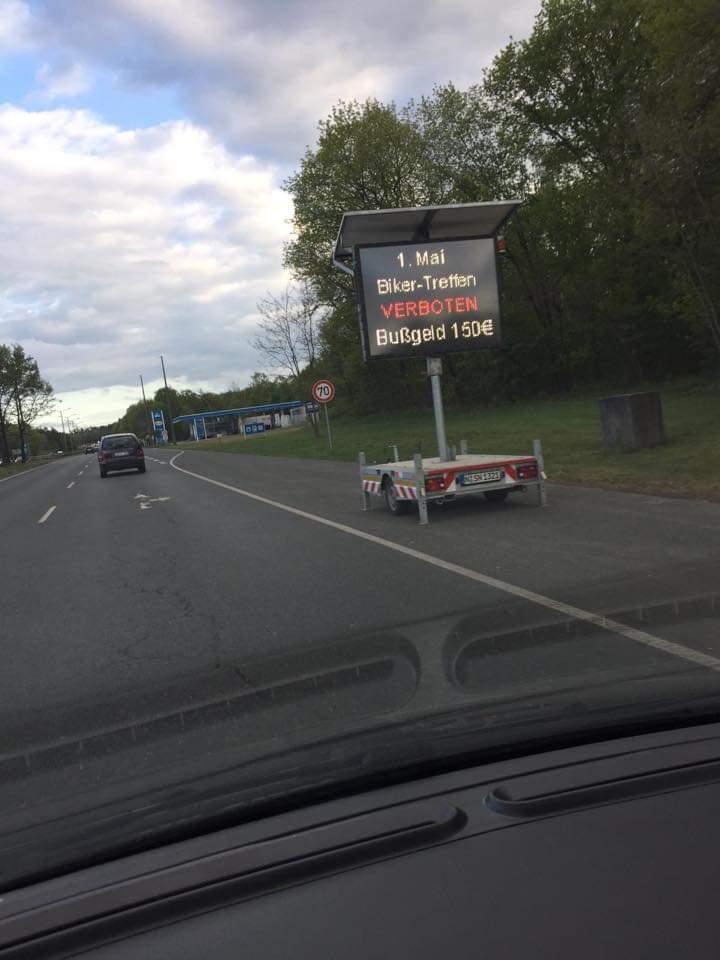 1. Mai
Biker-Treffen
VERBOTEN
Bußgeld 150€
70